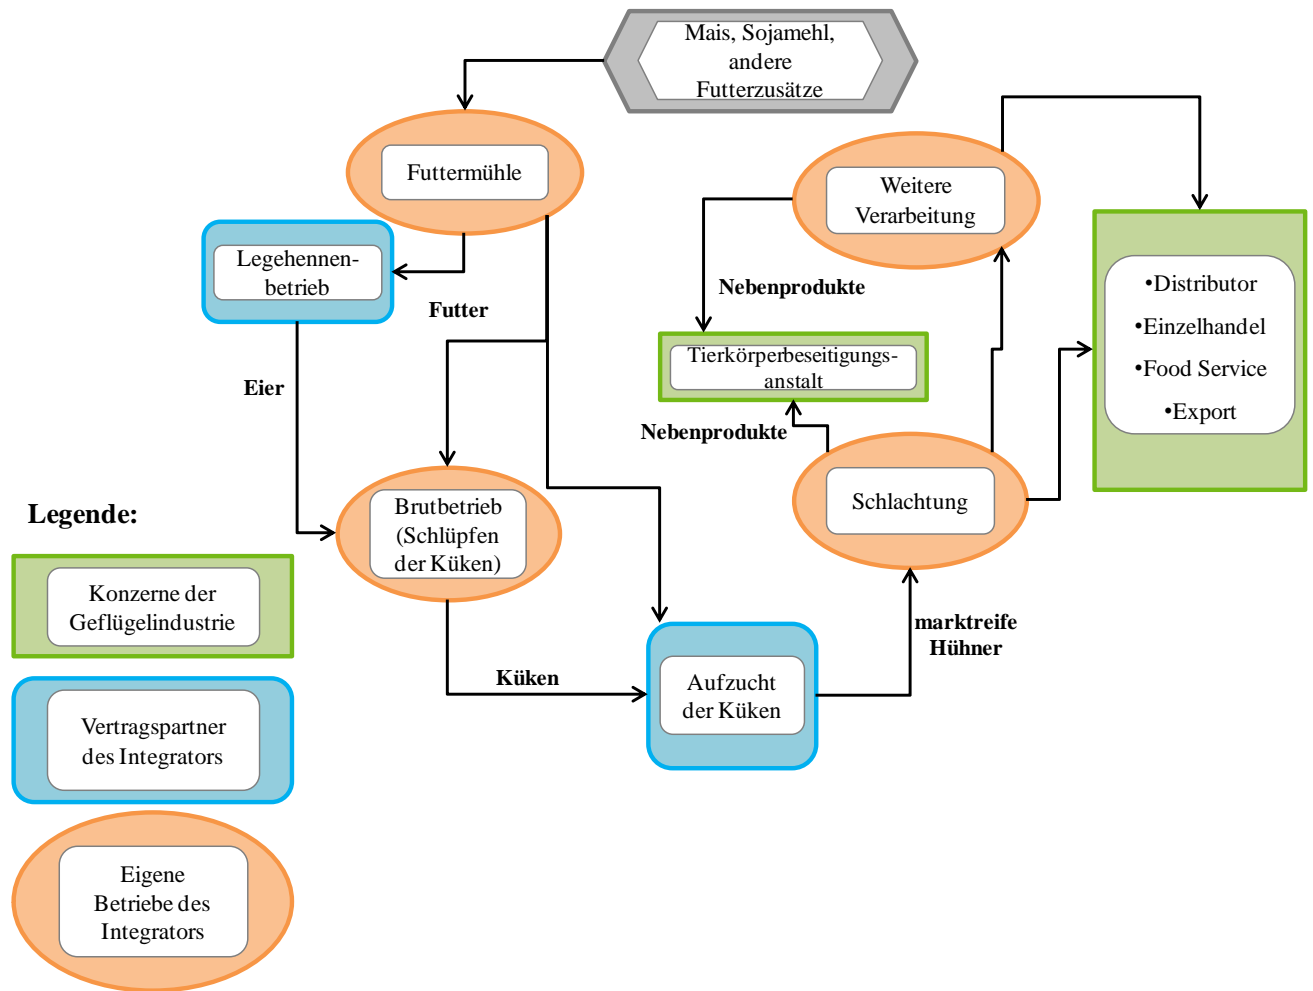 Mais, Sojamehl,
andere
Futterzusätze
Futtermühle
Weitere
Verarbeitung
Legehennen-
betrieb
Nebenprodukte
Futter
•Distributor
•Einzelhandel
•Food Service
•Export
Tierkörperbeseitigungs-
anstalt
Eier
Nebenprodukte
Schlachtung
Brutbetrieb
(Schlüpfen
der Küken)
Legende:
Konzerne der
Geflügelindustrie
marktreife
Hühner
Küken
Aufzucht
der Küken
Vertragspartner
des Integrators
Eigene
Betriebe des
Integrators